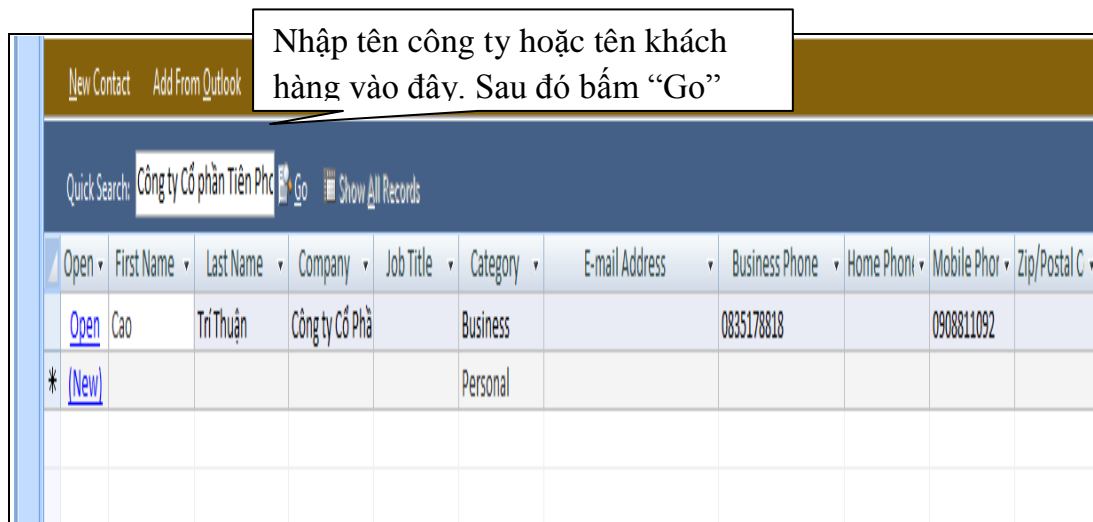 Nhập tên công ty hoặc tên khách
hàng vào đây. Sau đó bấm “Go”
New Contact Add From Outlook
Quick Search: Công ty Cổ phần Tiên Pho Go Show All Records
Open First Name Last Name Company Job Title Category E-mail Address Business Phone Home Phone Mobile Phor Zip/Postal C
Open Cao Trí Thuận Công ty Cổ Phầ Business 0835178818 0908811092
* (New) Personal